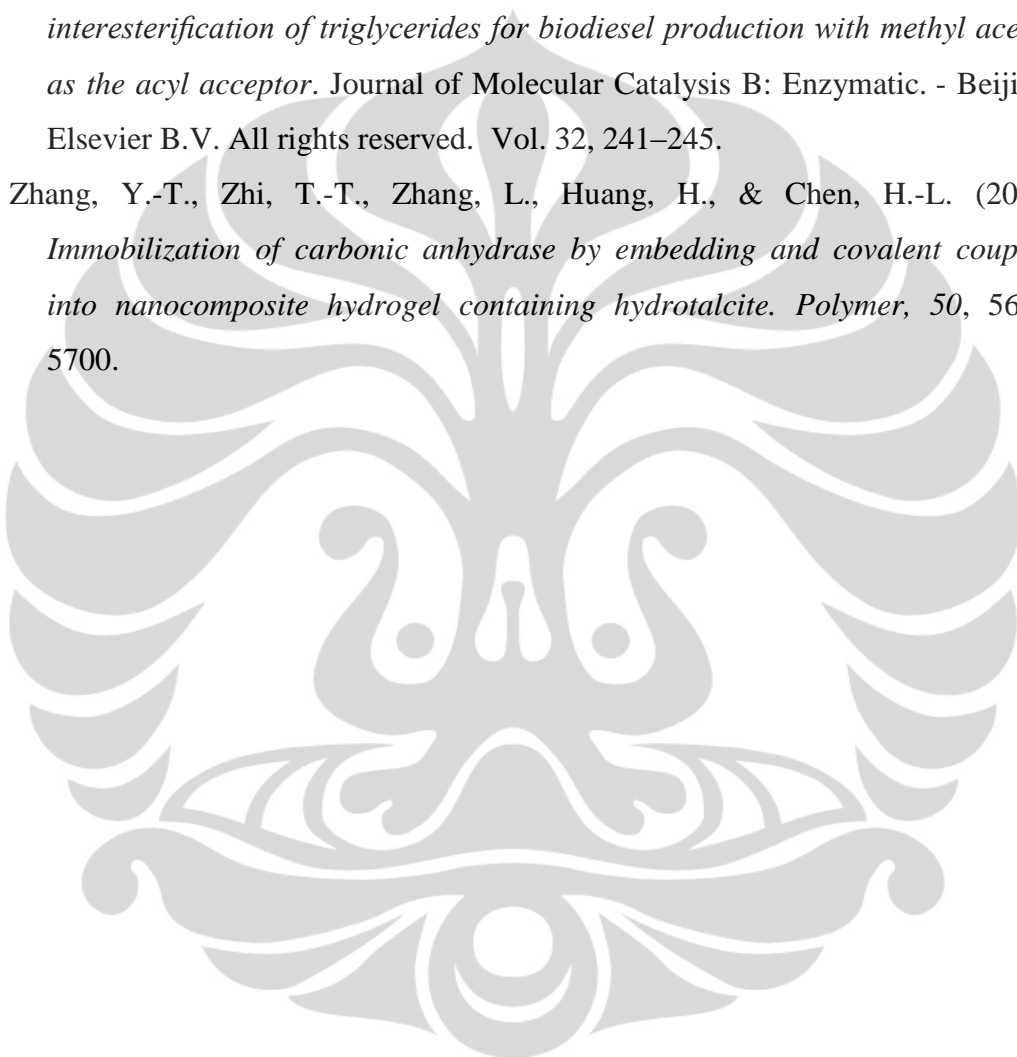 interesterification of triglycerides for biodiesel production with methyl ace
as the acyl acceptor. Journal of Molecular Catalysis B: Enzymatic. - Beiji
Elsevier B.V. All rights reserved. Vol. 32, 241–245.
Zhang, Y.-T., Zhi, T.-T., Zhang, L., Huang, H., & Chen, H.-L. (20
Immobilization of carbonic anhydrase by embedding and covalent coup
into nanocomposite hydrogel containing hydrotalcite. Polymer, 50, 56
5700.